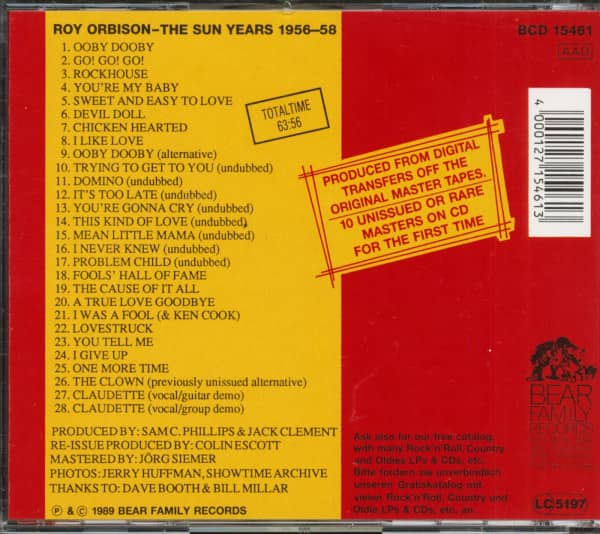 ROY ORBISON—THE SUN YEARS 1956—58
1. OOBY DOOBY
2. GO! GO! GO!
3. ROCKHOUSE
4. YOU'RE MY BABY
5. SWEET AND EASY TO LOVE
6. DEVIL DOLL
7. CHICKEN HEARTED
8. I LIKE LOVE
9. OOBY DOOBY (alternative)
10. TRYING TO GET TO YOU (undubbed)
11. DOMINO (undubbed)
12. IT'S TOO LATE (undubbed)
13. YOU'RE GONNA CRY (undubbed)
14. THIS KIND OF LOVE (undubbed)
15. MEAN LITTLE MAMA (undubbed)
16. I NEVER KNEW (undubbed)
17. PROBLEM CHILD (undubbed)
18. FOOLS' HALL OF FAME
19. THE CAUSE OF IT ALL
20. A TRUE LOVE GOODBYE
21. I WAS A FOOL (& KEN COOK)
22. LOVESTRUCK
23. YOU TELL ME
24. I GIVE UP
25. ONE MORE TIME
26. THE CLOWN (previously unissued alternative)
27. CLAUDETTE (vocal/guitar demo)
28. CLAUDETTE (vocal/group demo)
PRODUCED BY: SAM C. PHILLIPS & JACK CLEMENT
RE-ISSUE PRODUCED BY: COLIN ESCOTT
MASTERED BY: JÖRG SIEMER
PHOTOS: JERRY HUFFMAN, SHOWTIME ARCHIVE
THANKS TO: DAVE BOOTH & BILL MILLAR
℗ & © 1989 BEAR FAMILY RECORDS
TOTALTIME
63:56
PRODUCED FROM DIGITAL
TRANSFERS OFF THE
ORIGINAL MASTER TAPES.
10 UNISSUED OR RARE
MASTERS ON CD
FOR THE FIRST TIME
BCD 15461
AAD
4 000127 154613
BEAR
FAMILY
RECORDS
Ask also for our free catalog,
with many Rock'n'Roll, Country
and Oldies LPs & CDs, etc.
Bitte fordern sie unverbindlich
unseren Gratiskatalog mit
vielen Rock'n'Roll, Country und
Oldie LPs & CDs, etc. an.
LC 5197